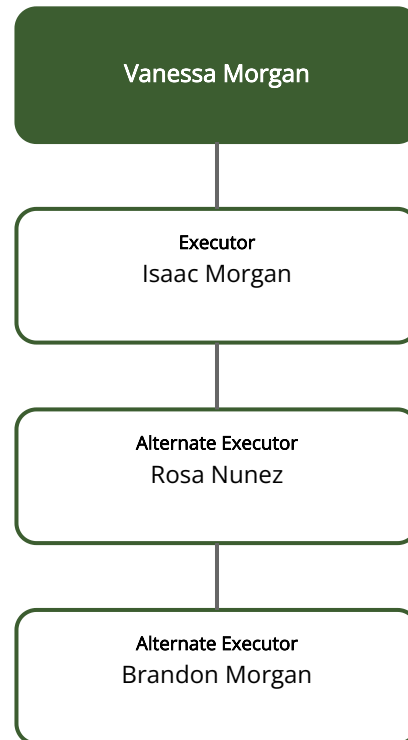 Vanessa Morgan
Executor
Isaac Morgan
Alternate Executor
Rosa Nunez
Alternate Executor
Brandon Morgan